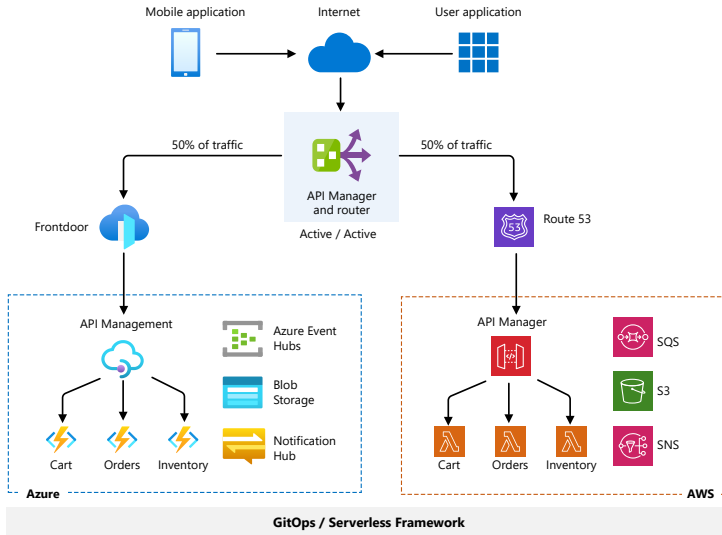 Mobile application
Internet
User application
50% of traffic
50% of traffic
API Manager
and router
Active / Active
Frontdoor
53
Route 53
API Management
Azure Event
Hubs
Blob
Storage
Notification
Hub
Cart
Orders
Inventory
Azure
API Manager
</>
SQS
S3
SNS
Cart
Orders
Inventory
AWS
GitOps / Serverless Framework